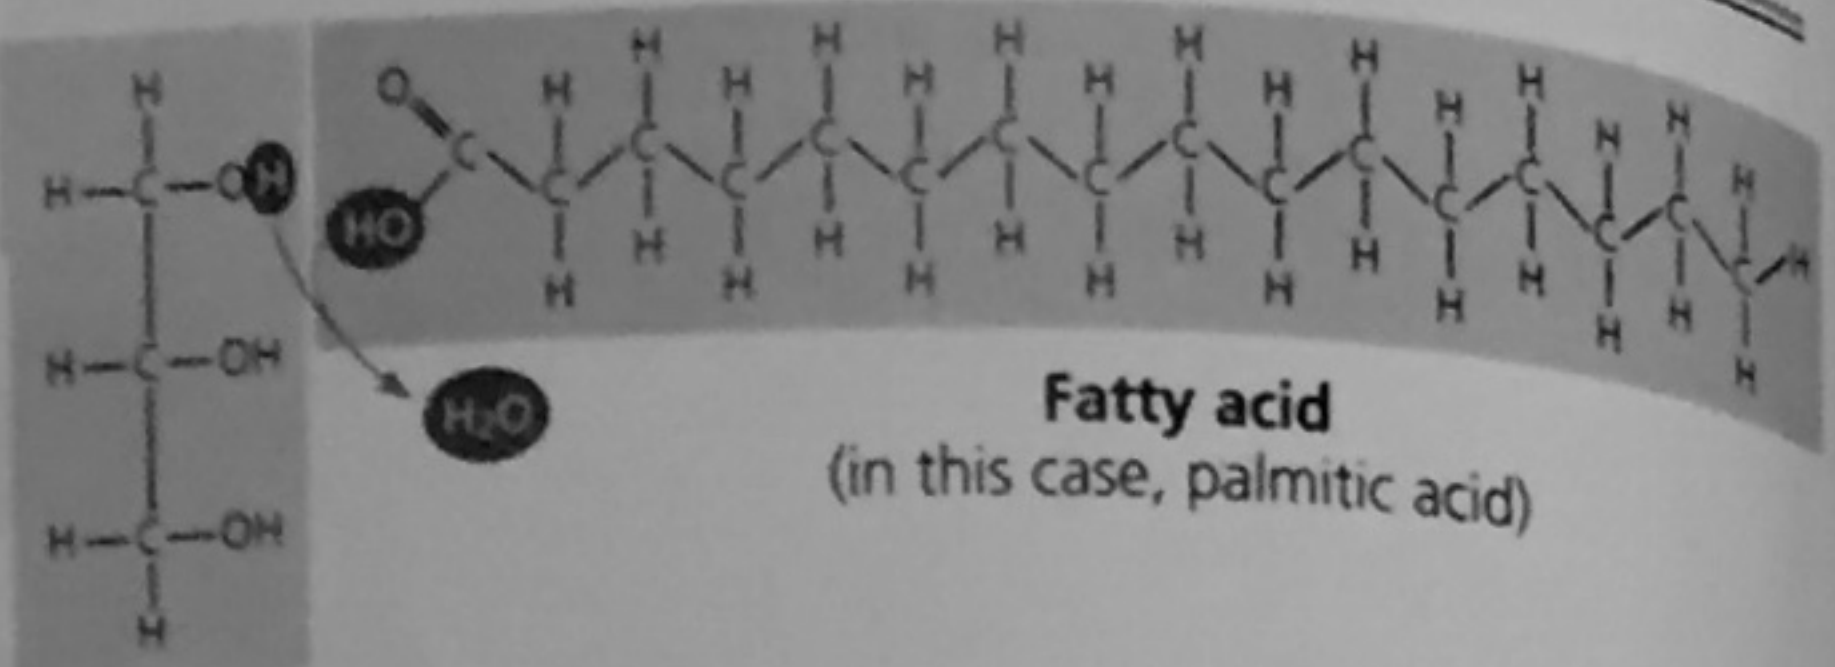 H
H—C—OH
H—C—OH
H—C—OH
H
O
C
HO
H H H H H H H H H H H H H H H
C C C C C C C C C C C C C C C H
H H H H H H H H H H H H H H H
H₂O
Fatty acid
(in this case, palmitic acid)